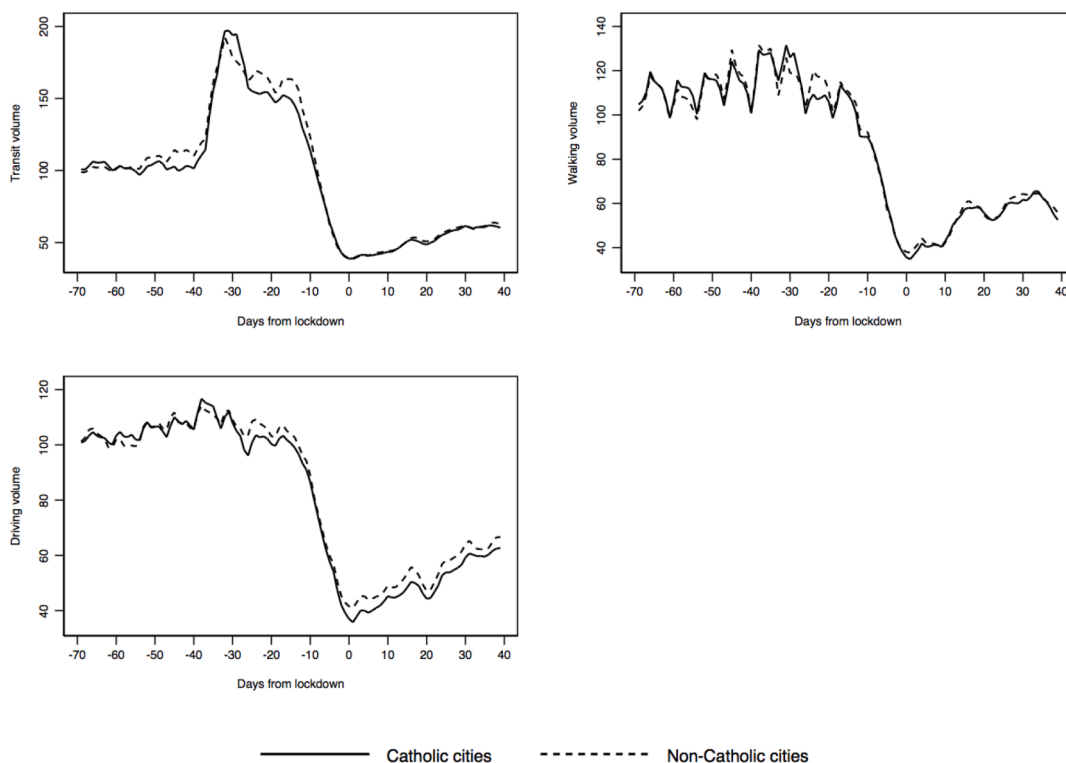 Transit volume
200
150
100
50
-70 -60 -50 -40 -30 -20 -10 0 10 20 30 40
Days from lockdown
Walking volume
140
120
100
80
60
40
-70 -60 -50 -40 -30 -20 -10 0 10 20 30 40
Days from lockdown
Driving volume
120
100
80
60
40
-70 -60 -50 -40 -30 -20 -10 0 10 20 30 40
Days from lockdown
Catholic cities
Non-Catholic cities